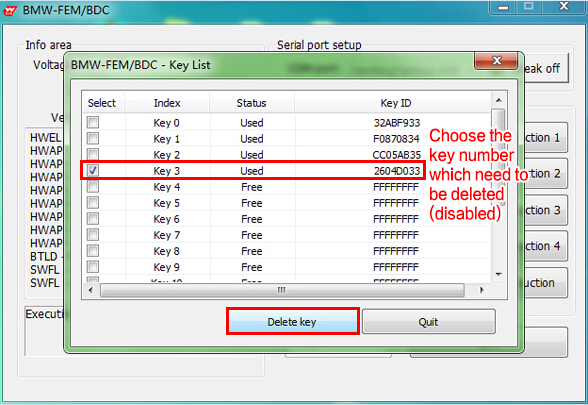 BMW-FEM/BDC
Info area
Serial port setup
Voltag
BMW-FEM/BDC - Key List
eak off
Select Index Status Key ID
Key 0 Used 32ABF933
Key 1 Used F0870834
Key 2 Used CC05AB35
Key 3 Used 2604D033
Key 4 Free FFFFFFFF
Key 5 Free FFFFFFFF
Key 6 Free FFFFFFFF
Key 7 Free FFFFFFFF
Key 8 Free FFFFFFFF
Key 9 Free FFFFFFFF
Key 10 Free FFFFFFFF
Choose the
key number
which need to
be deleted
(disabled)
Ve
HWEL
HWAP
HWAP
HWAP
HWAP
HWAP
HWAP
HWAP
BTLD -
SWFL
SWFL
ction 1
ction 2
ction 3
ction 4
uction
Executi
Delete key
Quit